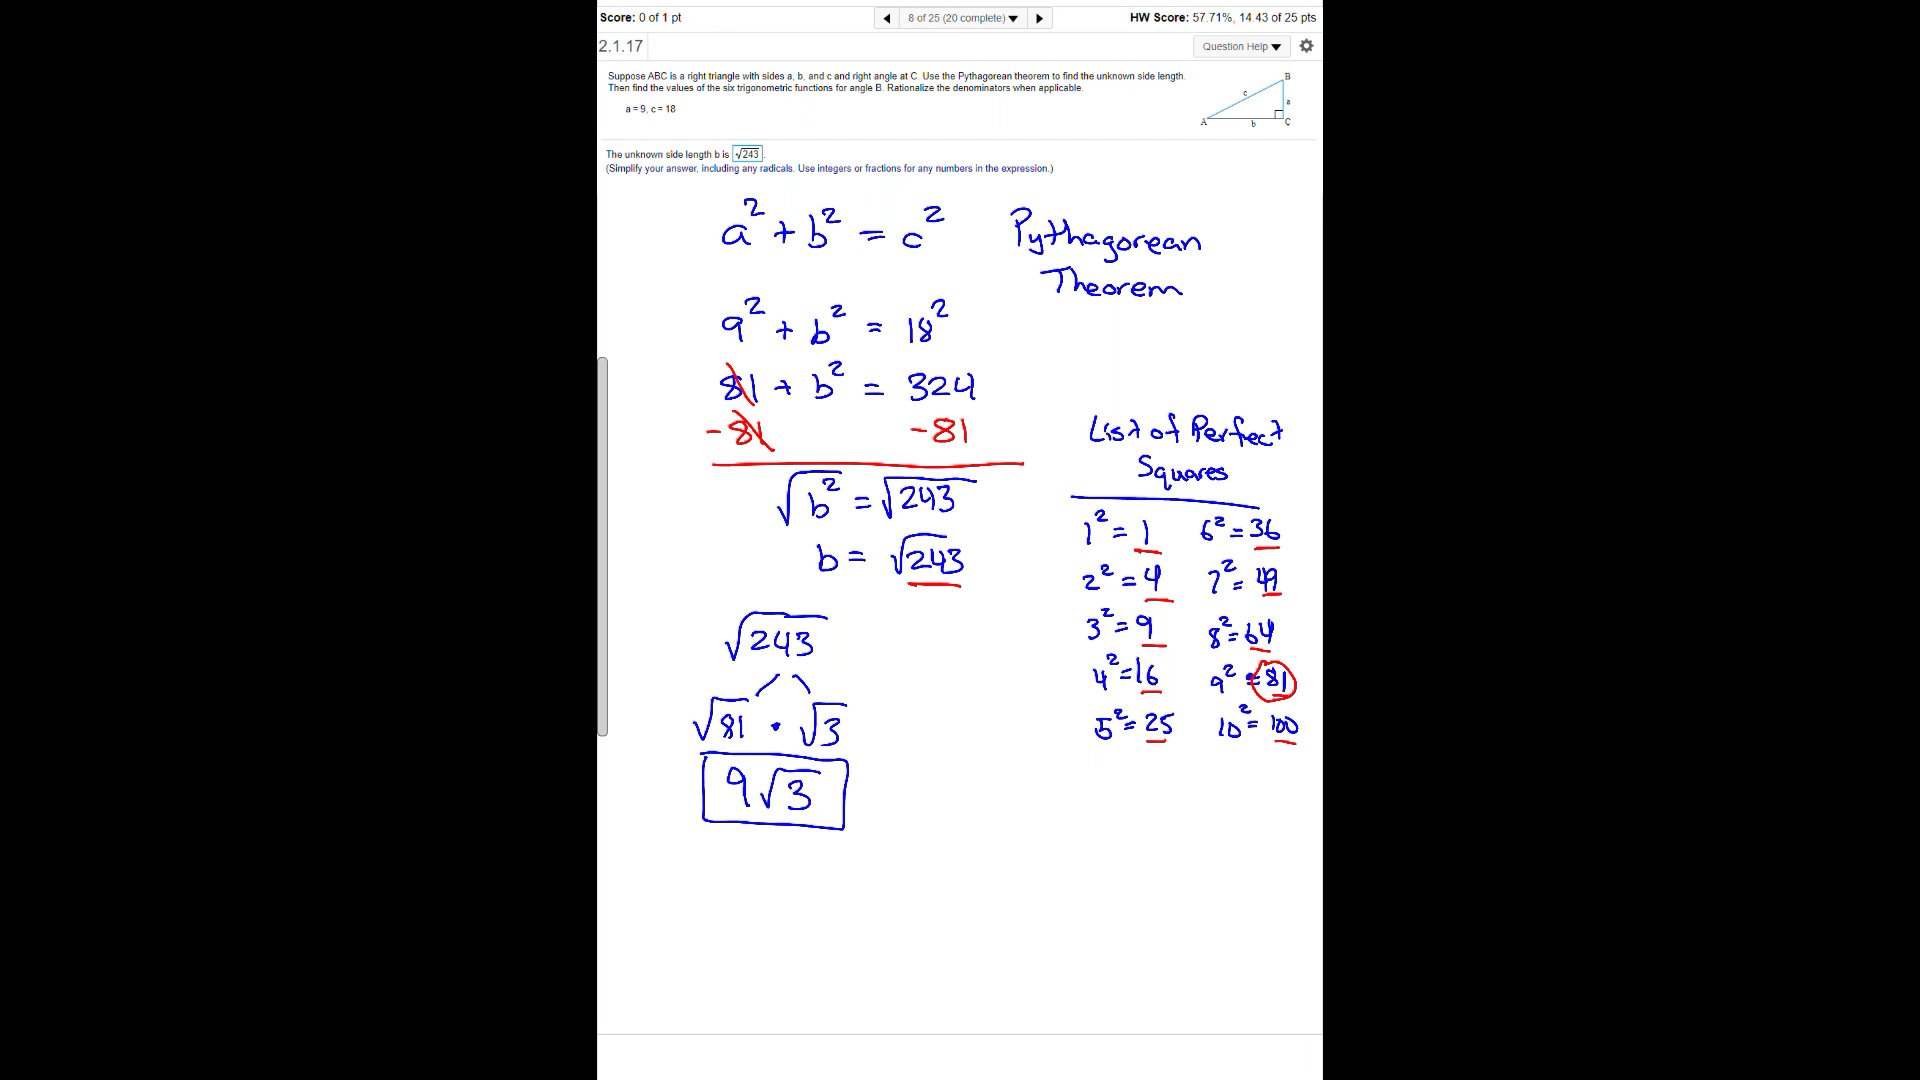 Score: 0 of 1 pt
8 of 25 (20 complete)
HW Score: 57.71%, 14.43 of 25 pts
2.1.17
Question Help
Suppose ABC is a right triangle with sides a, b, and c and right angle at C. Use the Pythagorean theorem to find the unknown side length.
Then find the values of the six trigonometric functions for angle B. Rationalize the denominators when applicable.
a = 9, c = 18
B
c
a
A
b
C
The unknown side length b is √243.
(Simplify your answer, including any radicals. Use integers or fractions for any numbers in the expression.)
a² + b² = c²
Pythagorean
Theorem
9² + b² = 18²
81 + b² = 324
-81 -81
√b² = √243
b = √243
√243
√81 · √3
9√3
List of Perfect
Squares
1² = 1 6² = 36
2² = 4 7² = 49
3² = 9 8² = 64
4² = 16 9² = 81
5² = 25 10² = 100